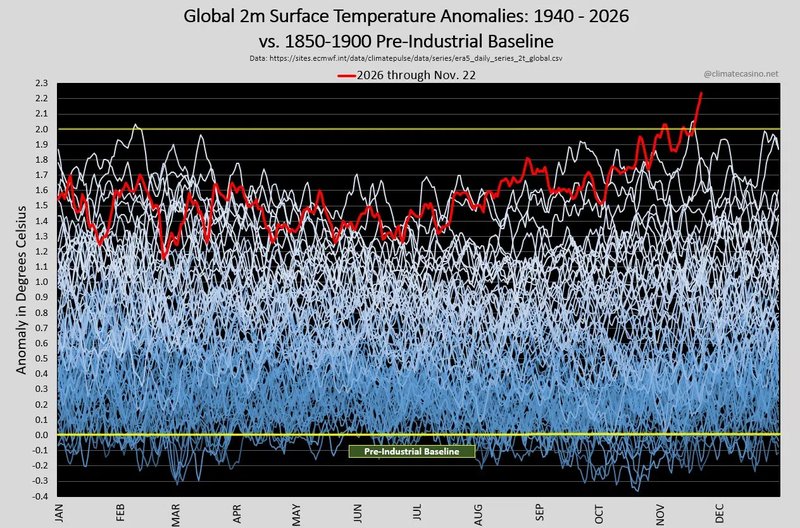 Global 2m Surface Temperature Anomalies: 1940 - 2026
vs. 1850-1900 Pre-Industrial Baseline
Data: https://sites.ecmwf.int/data/climatepulse/data/series/era5_daily_series_2t_global.csv
2026 through Nov. 22
@climatecasino.net
Anomaly in Degrees Celsius
2.3
2.2
2.1
2.0
1.9
1.8
1.7
1.6
1.5
1.4
1.3
1.2
1.1
1.0
0.9
0.8
0.7
0.6
0.5
0.4
0.3
0.2
0.1
0.0
-0.1
-0.2
-0.3
-0.4
Pre-Industrial Baseline
JAN
FEB
MAR
APR
MAY
JUN
JUL
AUG
SEP
OCT
NOV
DEC